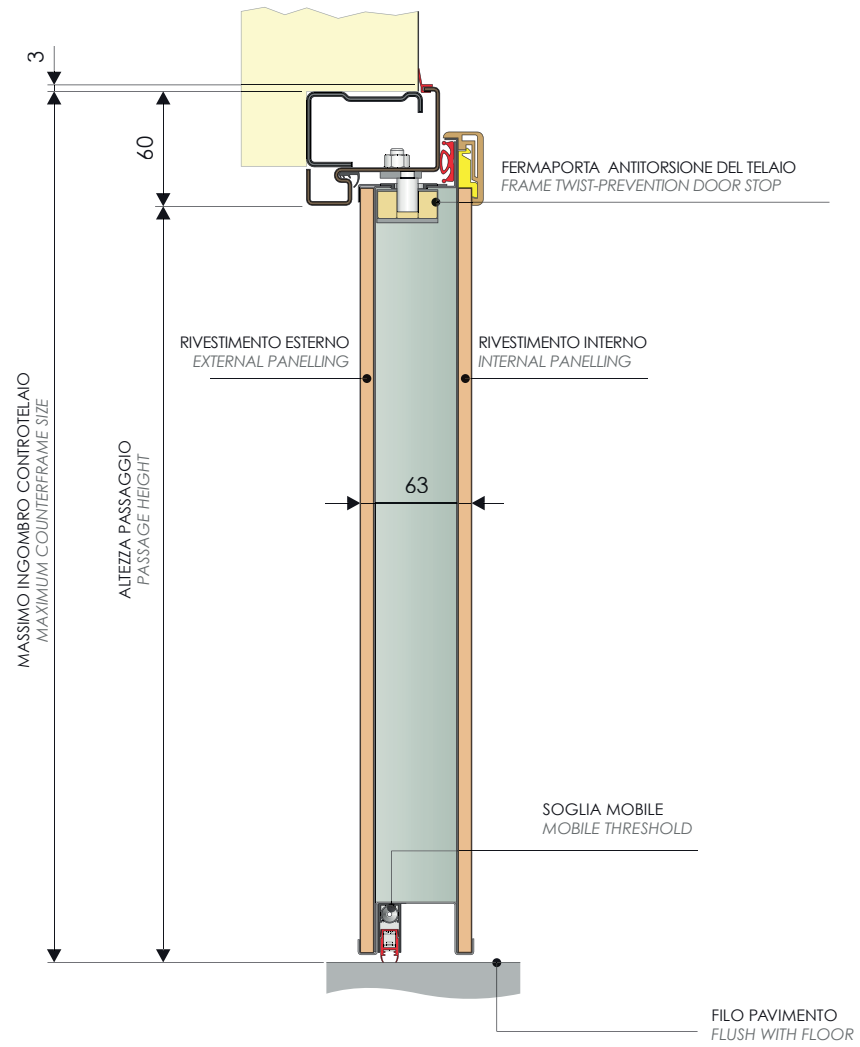 3
60
FERMAPORTA ANTITORSIONE DEL TELAIO
FRAME TWIST-PREVENTION DOOR STOP
RIVESTIMENTO ESTERNO
EXTERNAL PANELLING
RIVESTIMENTO INTERNO
INTERNAL PANELLING
MASSIMO INGOMBRO CONTROTELAIO
MAXIMUM COUNTERFRAME SIZE
ALTEZZA PASSAGGIO
PASSAGE HEIGHT
63
SOGLIA MOBILE
MOBILE THRESHOLD
FILO PAVIMENTO
FLUSH WITH FLOOR